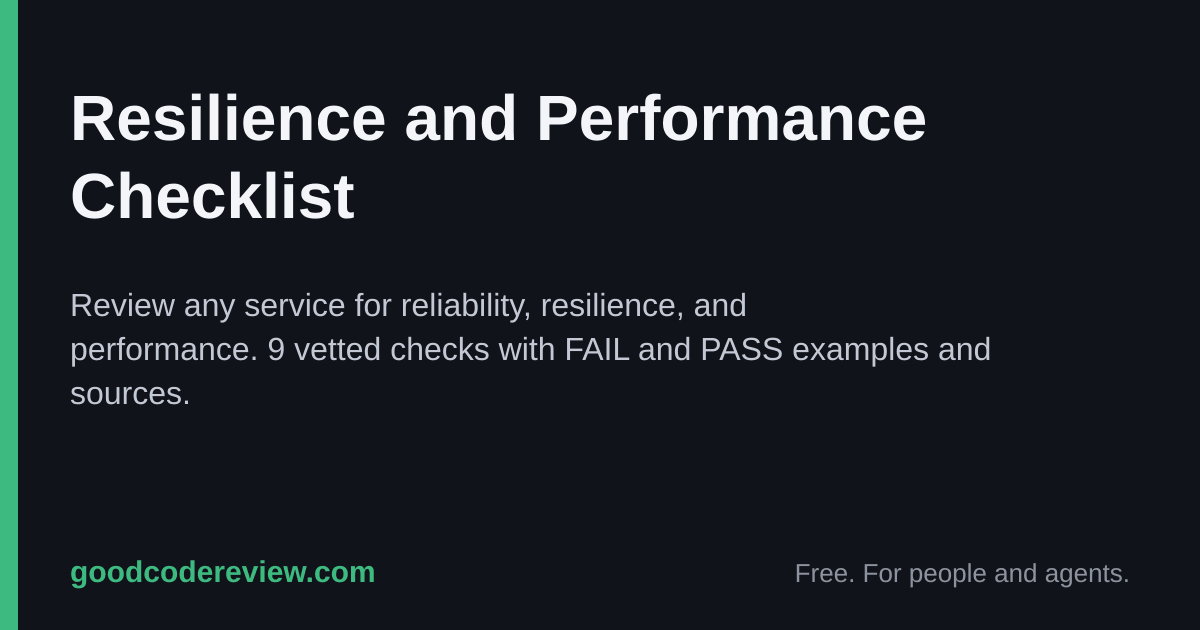 Resilience and Performance
Checklist
Review any service for reliability, resilience, and
performance. 9 vetted checks with FAIL and PASS examples and
sources.
goodcodereview.com
Free. For people and agents.